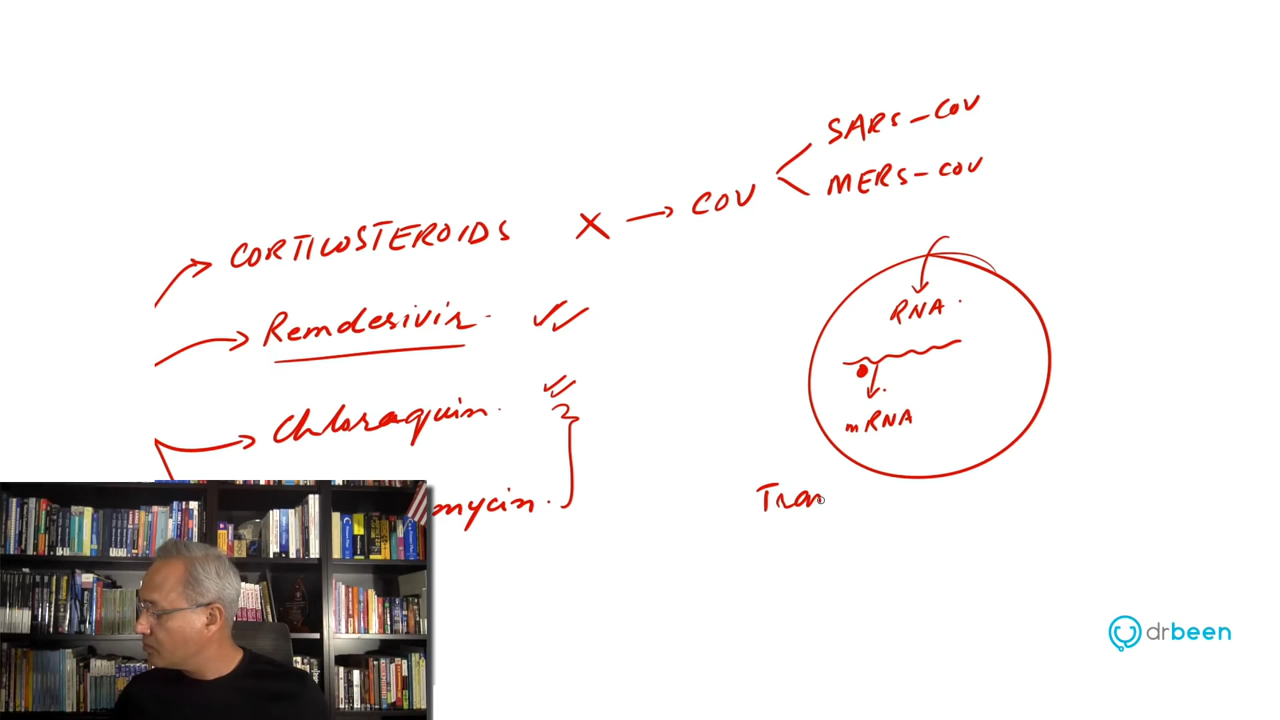 SARS-COV
MERS-COV
CORTICOSTEROIDS X → COV
Remdesivir.
RNA.
mRNA
Chloraquin.
mycin.
Tran
drbeen